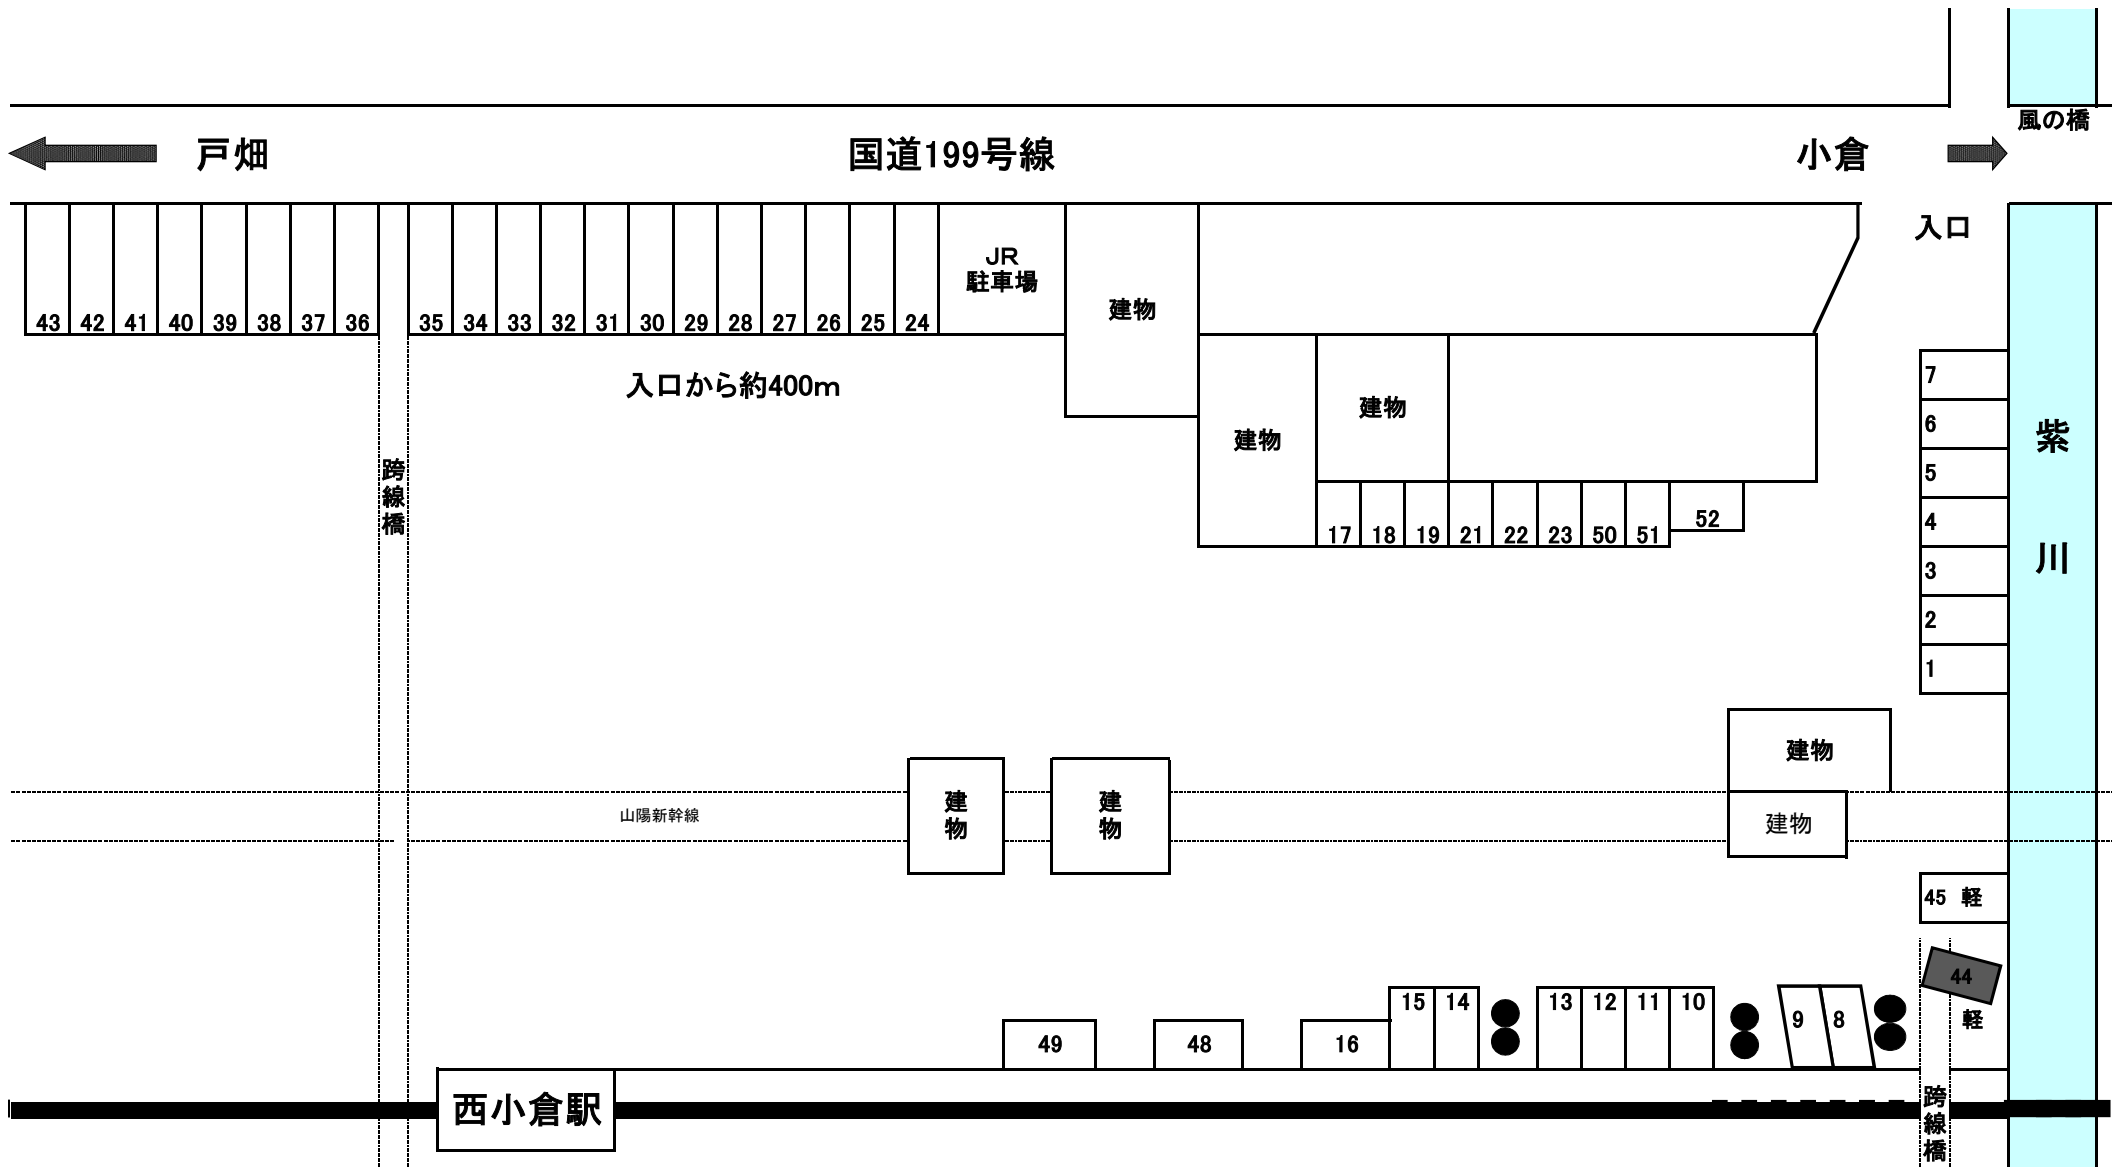 風の橋
戸畑
国道199号線
小倉
入口
JR
駐車場
建物
43 42 41 40 39 38 37 36 35 34 33 32 31 30 29 28 27 26 25 24
入口から約400m
建物
建物
7
6
5
4
3
2
1
紫川
跨線橋
17 18 19 21 22 23 50 51 52
建物
建物
山陽新幹線
建物
建物
45 軽
44
軽
15 14 13 12 11 10 9 8
49 48 16
西小倉駅
跨線橋